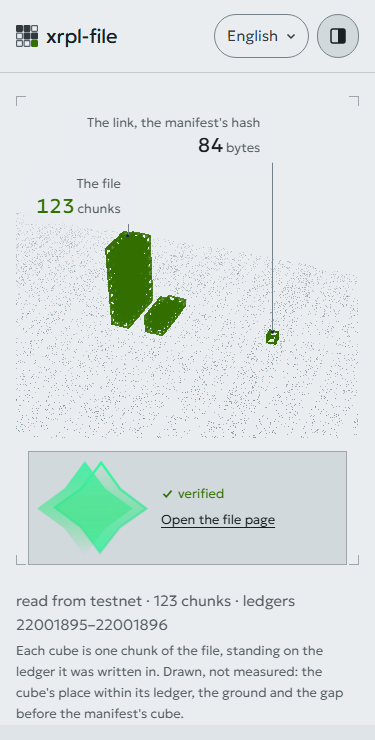 xrpl-file
English
The link, the manifest's hash
84 bytes
The file
123 chunks
verified
Open the file page
read from testnet · 123 chunks · ledgers
22001895–22001896
Each cube is one chunk of the file, standing on the
ledger it was written in. Drawn, not measured: the
cube's place within its ledger, the ground and the gap
before the manifest's cube.